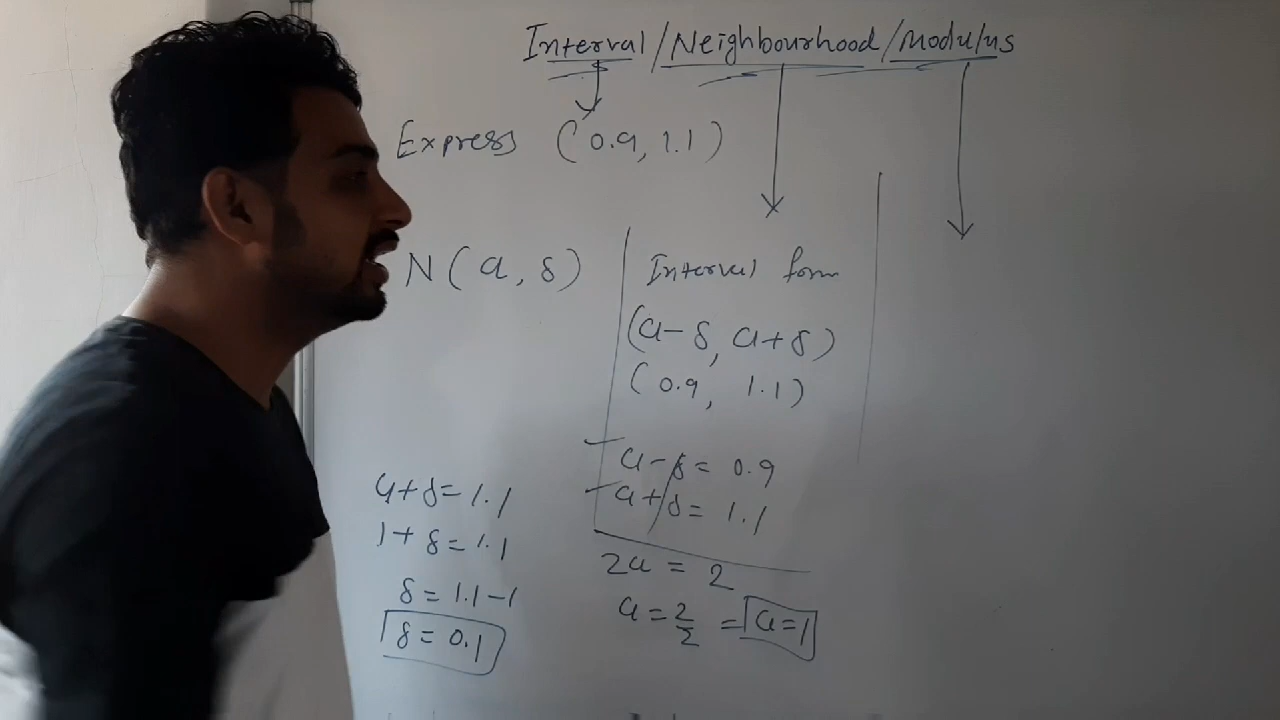 Interval/Neighbourhood/Modulus
Express (0.9, 1.1)
N(a, δ)
Interval form
(a-δ, a+δ)
(0.9, 1.1)
a-δ = 0.9
a+δ = 1.1
2a = 2
a = 2/2 = a=1
a+δ = 1.1
1+δ = 1.1
δ = 1.1-1
δ = 0.1